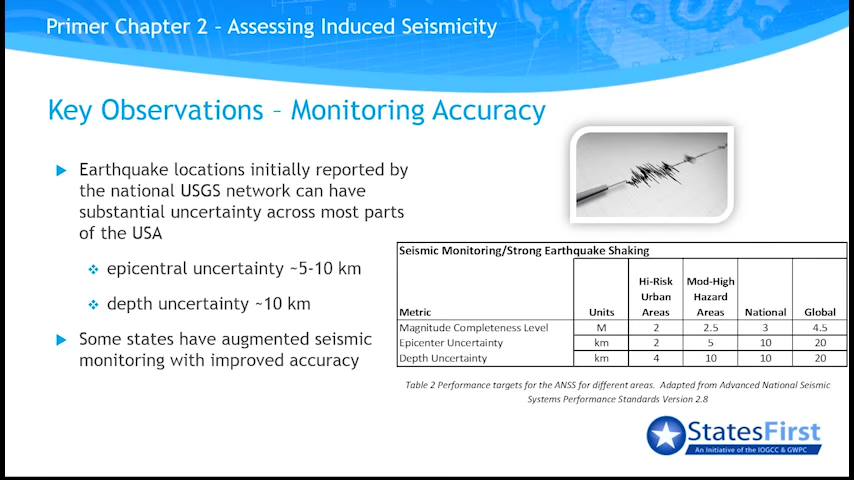 Primer Chapter 2 – Assessing Induced Seismicity
Key Observations – Monitoring Accuracy
Earthquake locations initially reported by
the national USGS network can have
substantial uncertainty across most parts
of the USA
epicentral uncertainty ~5-10 km
depth uncertainty ~10 km
Some states have augmented seismic
monitoring with improved accuracy
Seismic Monitoring/Strong Earthquake Shaking
Metric Units Hi-Risk Urban Areas Mod-High Hazard Areas National Global
Magnitude Completeness Level M 2 2.5 3 4.5
Epicenter Uncertainty km 2 5 10 20
Depth Uncertainty km 4 10 10 20
Table 2 Performance targets for the ANSS for different areas. Adapted from Advanced National Seismic
Systems Performance Standards Version 2.8
StatesFirst
An Initiative of the IOGCC & GWPC